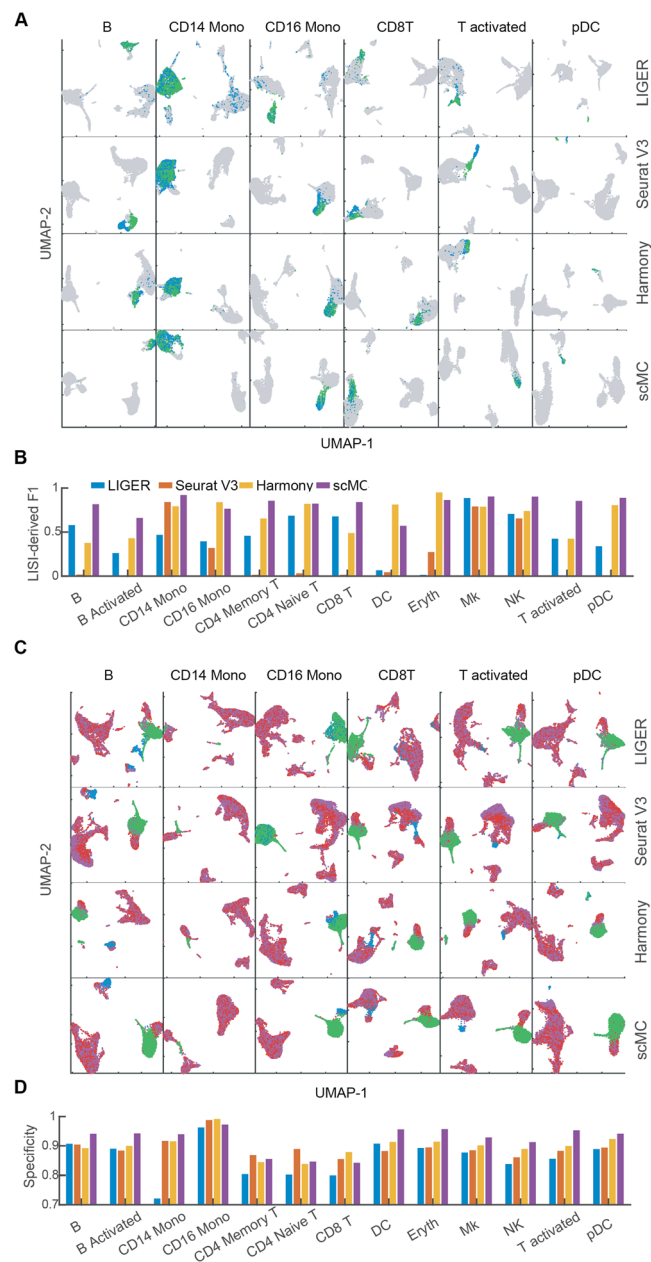 A
B CD14 Mono CD16 Mono CD8T T activated pDC
LIGER
Seurat V3
Harmony
scMC
UMAP-2
UMAP-1
B
LIGER Seurat V3 Harmony scMC
LISI-derived F1
1
0.5
0
B B Activated CD14 Mono CD16 Mono CD4 Memory T CD4 Naive T CD8 T DC Eryth Mk NK T activated pDC
C
B CD14 Mono CD16 Mono CD8T T activated pDC
LIGER
Seurat V3
Harmony
scMC
UMAP-2
UMAP-1
D
Specificity
1
0.9
0.8
0.7
B B Activated CD14 Mono CD16 Mono CD4 Memory T CD4 Naive T CD8 T DC Eryth Mk NK T activated pDC